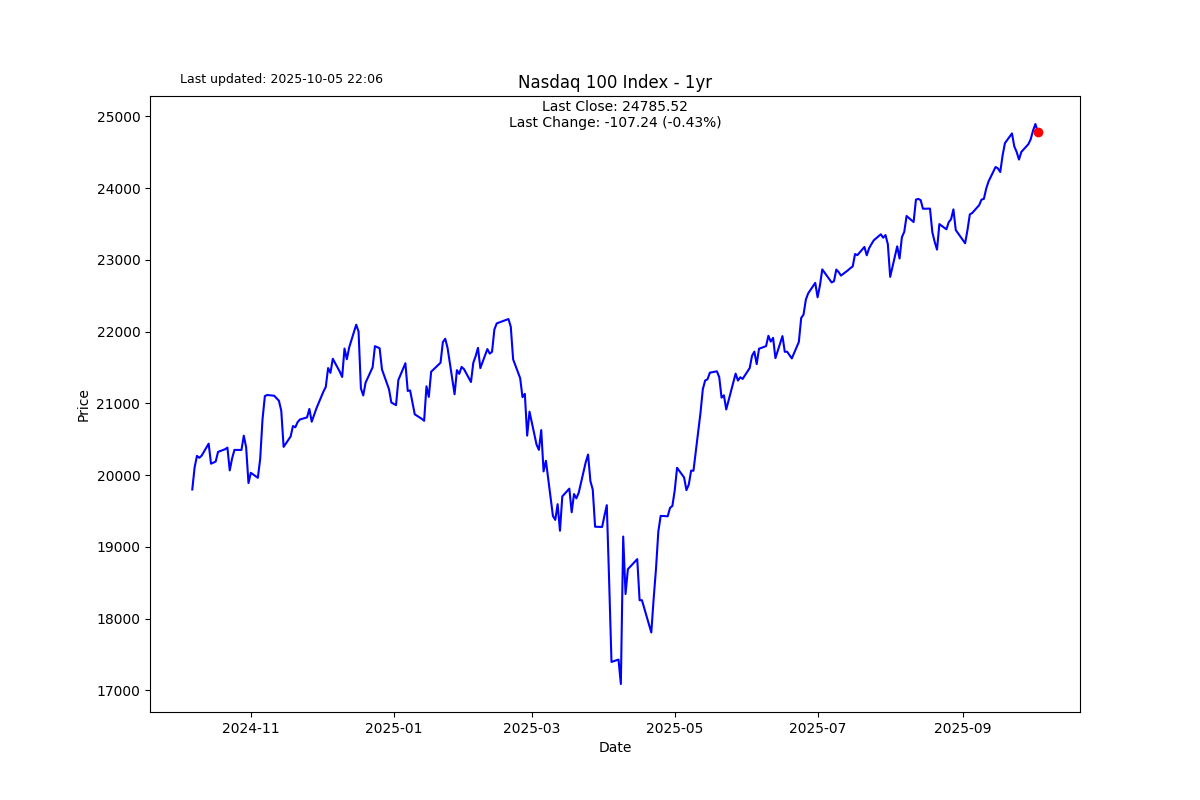 Last updated: 2025-10-05 22:06
Nasdaq 100 Index - 1yr
Last Close: 24785.52
Last Change: -107.24 (-0.43%)
25000
24000
23000
22000
21000
20000
19000
18000
17000
Price
2024-11
2025-01
2025-03
2025-05
2025-07
2025-09
Date